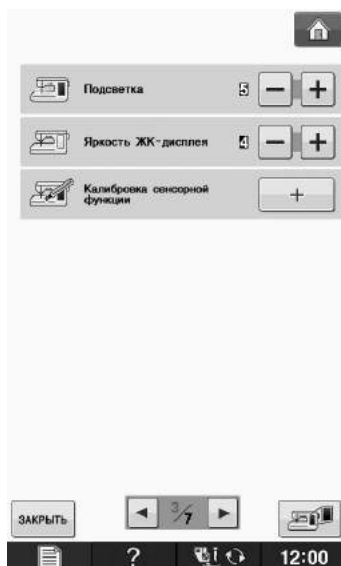 Подсветка 5 − +
Яркость ЖК-дисплея 4 − +
Калибровка сенсорной +
функции
ЗАКРЫТЬ
3/7
? 12:00